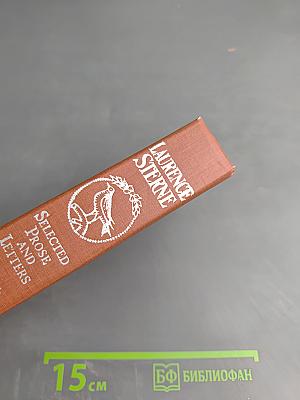 LAURENCE
STERNE
SELECTED
PROSE
AND
LETTERS
15 см
БФ БИБЛИОФАН